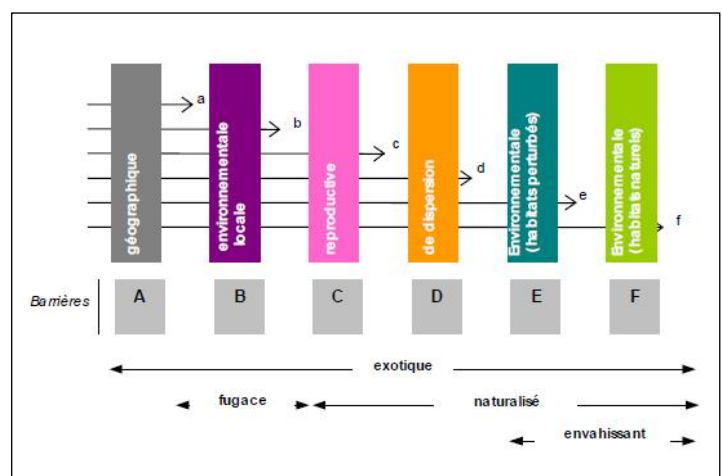 géographique
environnementale
locale
reproductive
de dispersion
Environnementale
(habitats perturbés)
Environnementale
(habitats naturels)
a
b
c
d
e
f
Barrières
A
B
C
D
E
F
exotique
fugace
naturalisé
envahissant